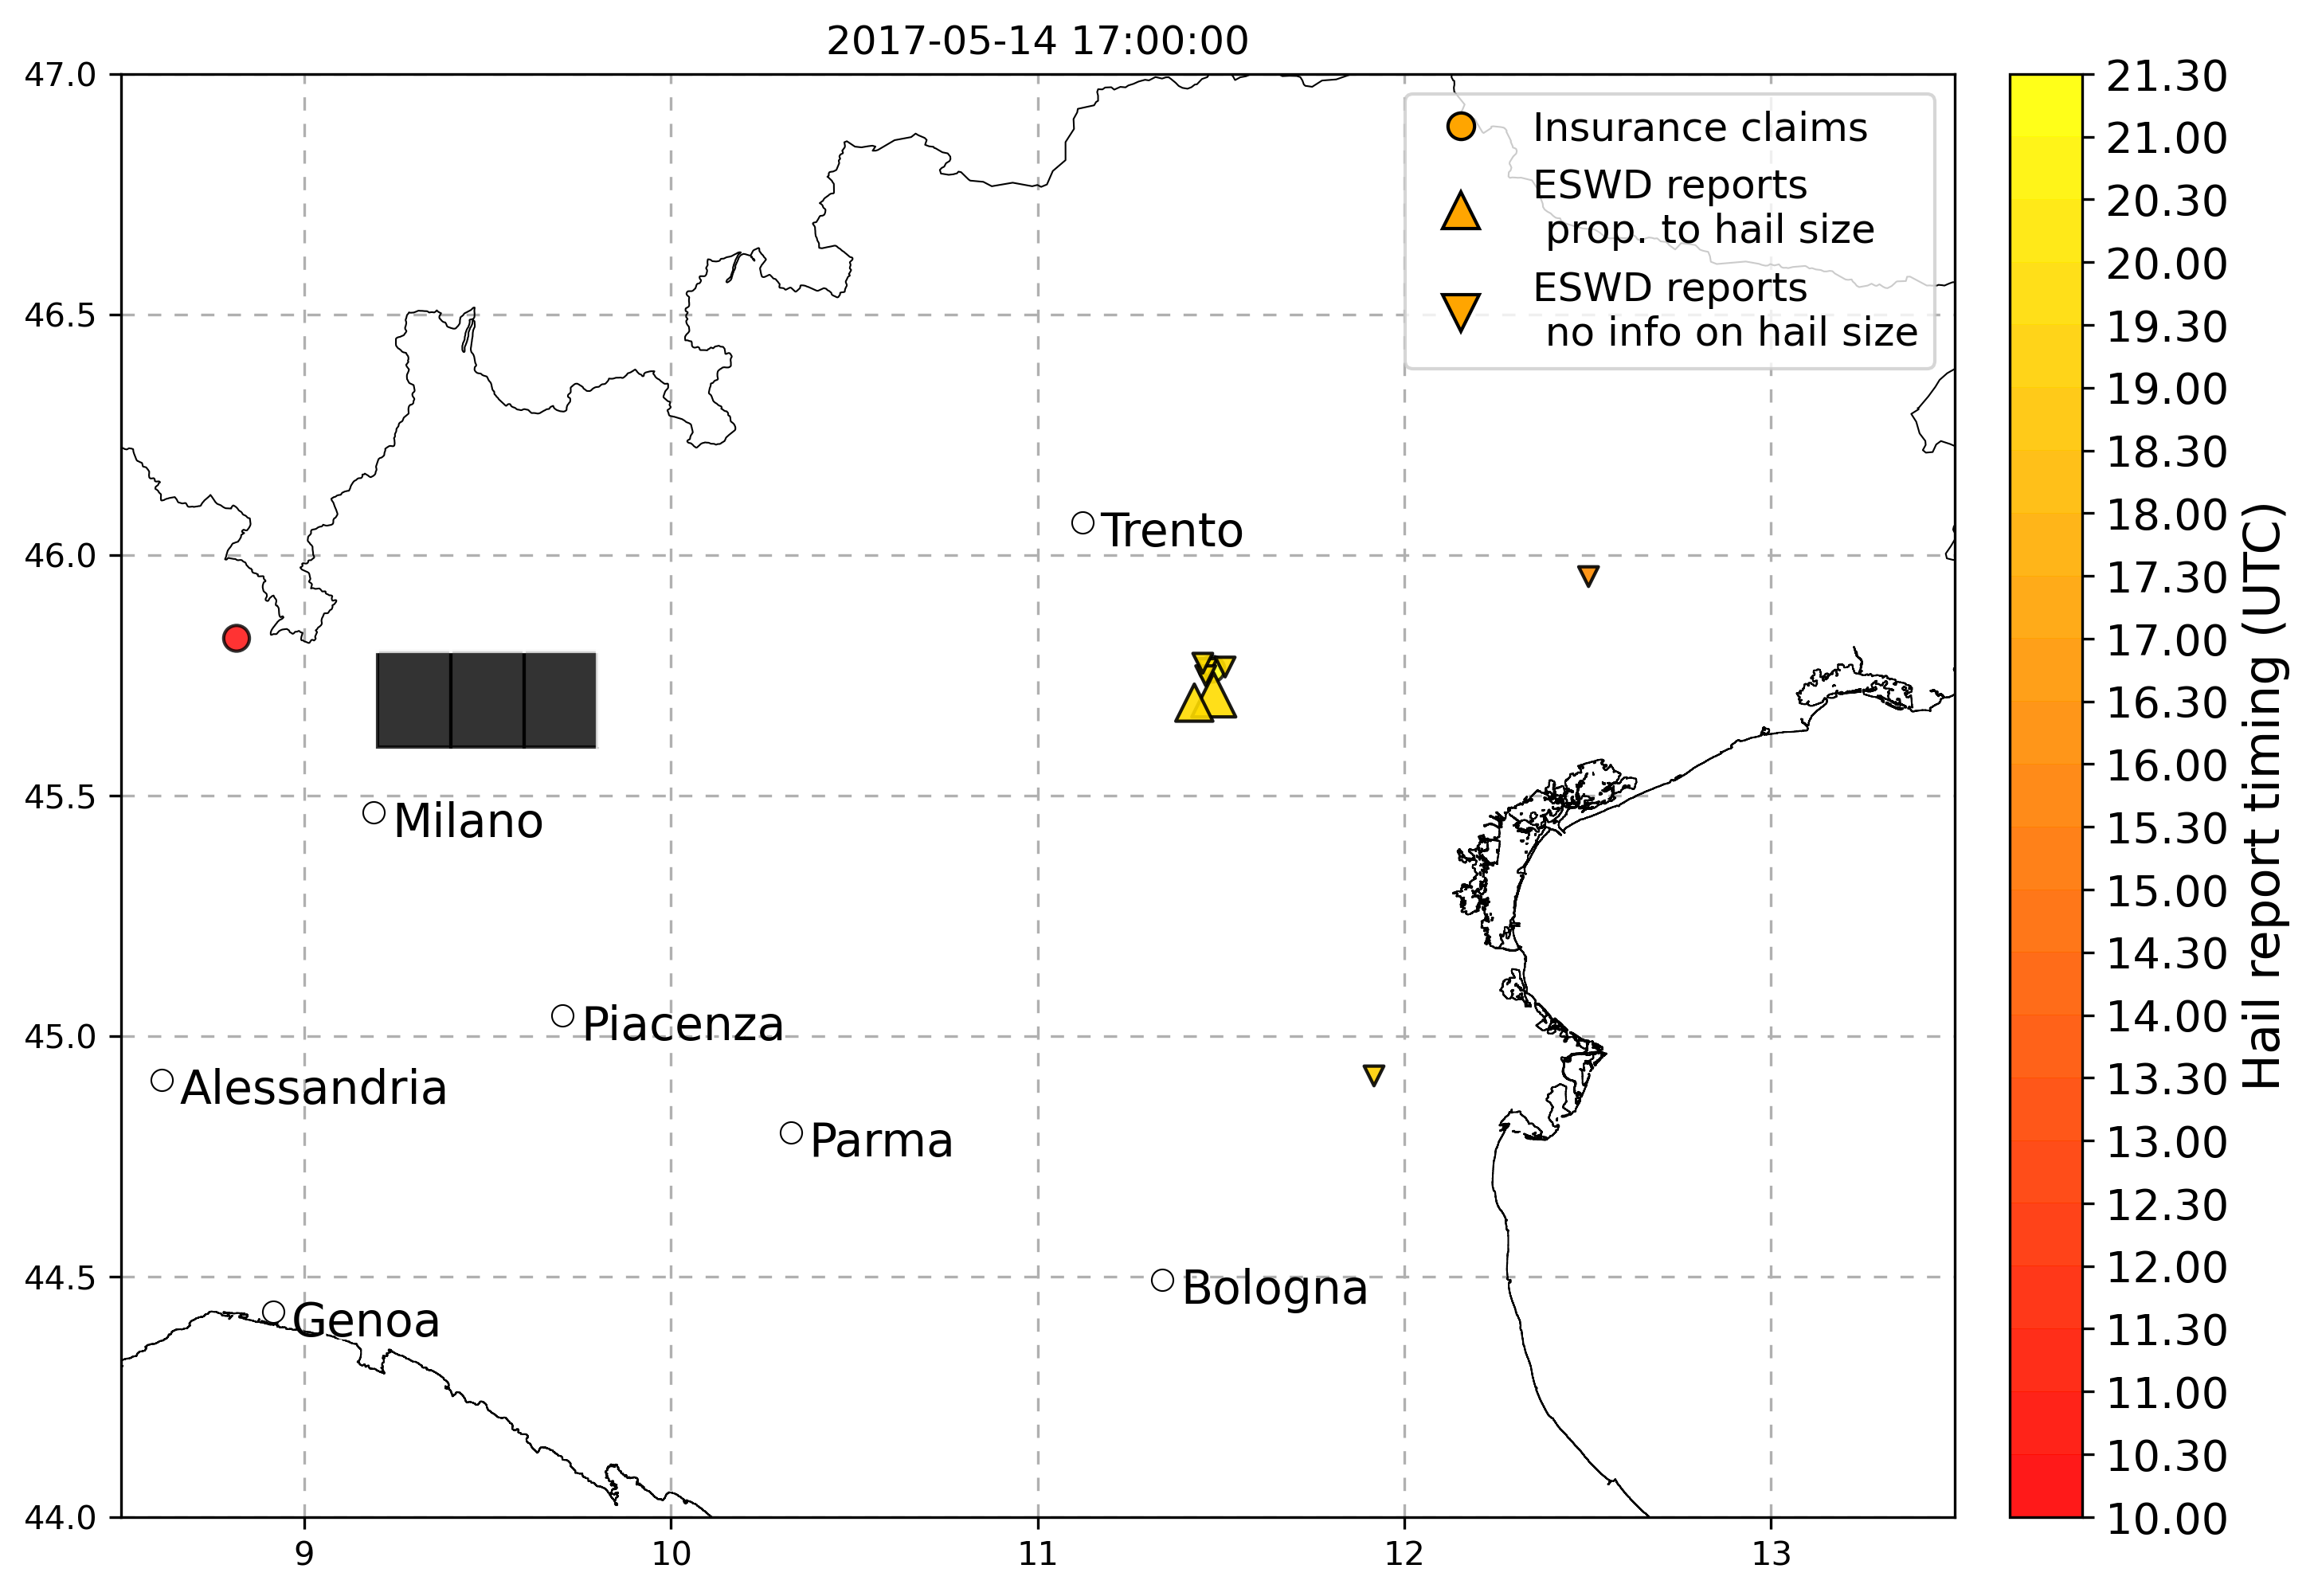 2017-05-14 17:00:00
47.0
46.5
46.0
45.5
45.0
44.5
44.0
9
10
11
12
13
Insurance claims
ESWD reports
prop. to hail size
ESWD reports
no info on hail size
Trento
Milano
Piacenza
Alessandria
Parma
Bologna
Genoa
21.30
21.00
20.30
20.00
19.30
19.00
18.30
18.00
17.30
17.00
16.30
16.00
15.30
15.00
14.30
14.00
13.30
13.00
12.30
12.00
11.30
11.00
10.30
10.00
Hail report timing (UTC)